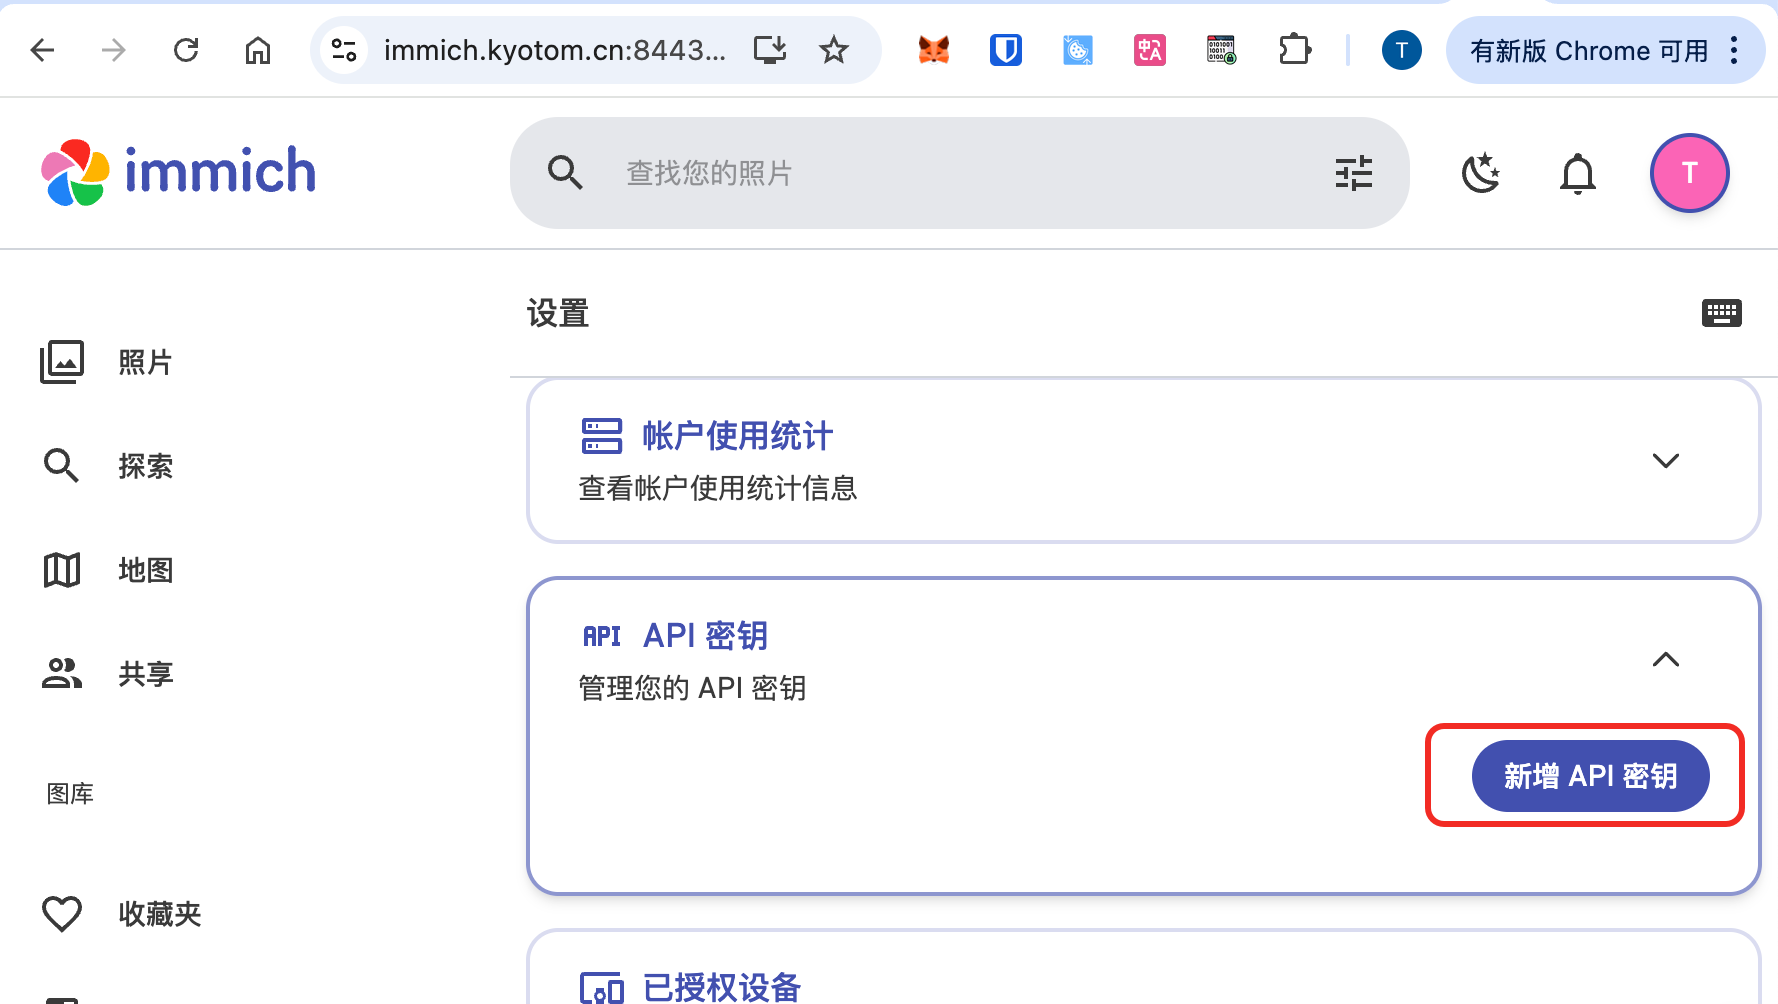 immich.kyotom.cn:8443...
中
A
T
有新版 Chrome 可用
immich
查找您的照片
T
设置
照片
探索
地图
共享
图库
收藏夹
帐户使用统计
查看帐户使用统计信息
API API 密钥
管理您的 API 密钥
新增 API 密钥
已授权设备